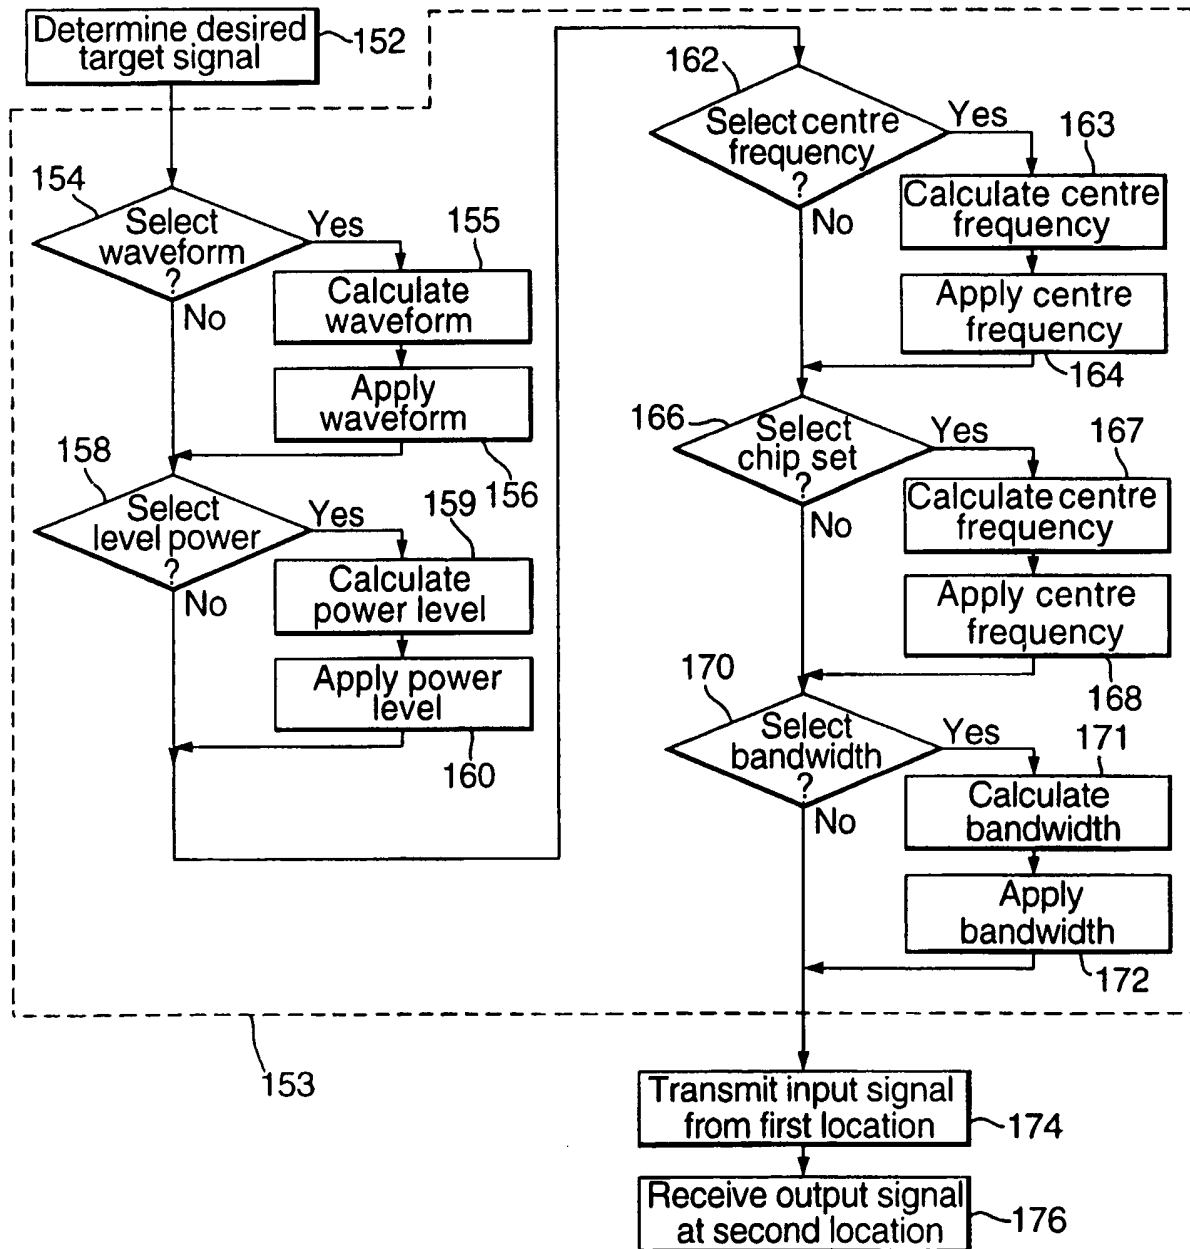 Determine desired
target signal
152
154
Select
waveform
?
Yes
No
155
Calculate
waveform
Apply
waveform
156
158
Select
level power
?
Yes
No
159
Calculate
power level
Apply power
level
160
162
Select centre
frequency
?
Yes
No
163
Calculate centre
frequency
Apply centre
frequency
164
166
Select
chip set
?
Yes
No
167
Calculate centre
frequency
Apply centre
frequency
168
170
Select
bandwidth
?
Yes
No
171
Calculate
bandwidth
Apply
bandwidth
172
153
Transmit input signal
from first location
174
Receive output signal
at second location
176